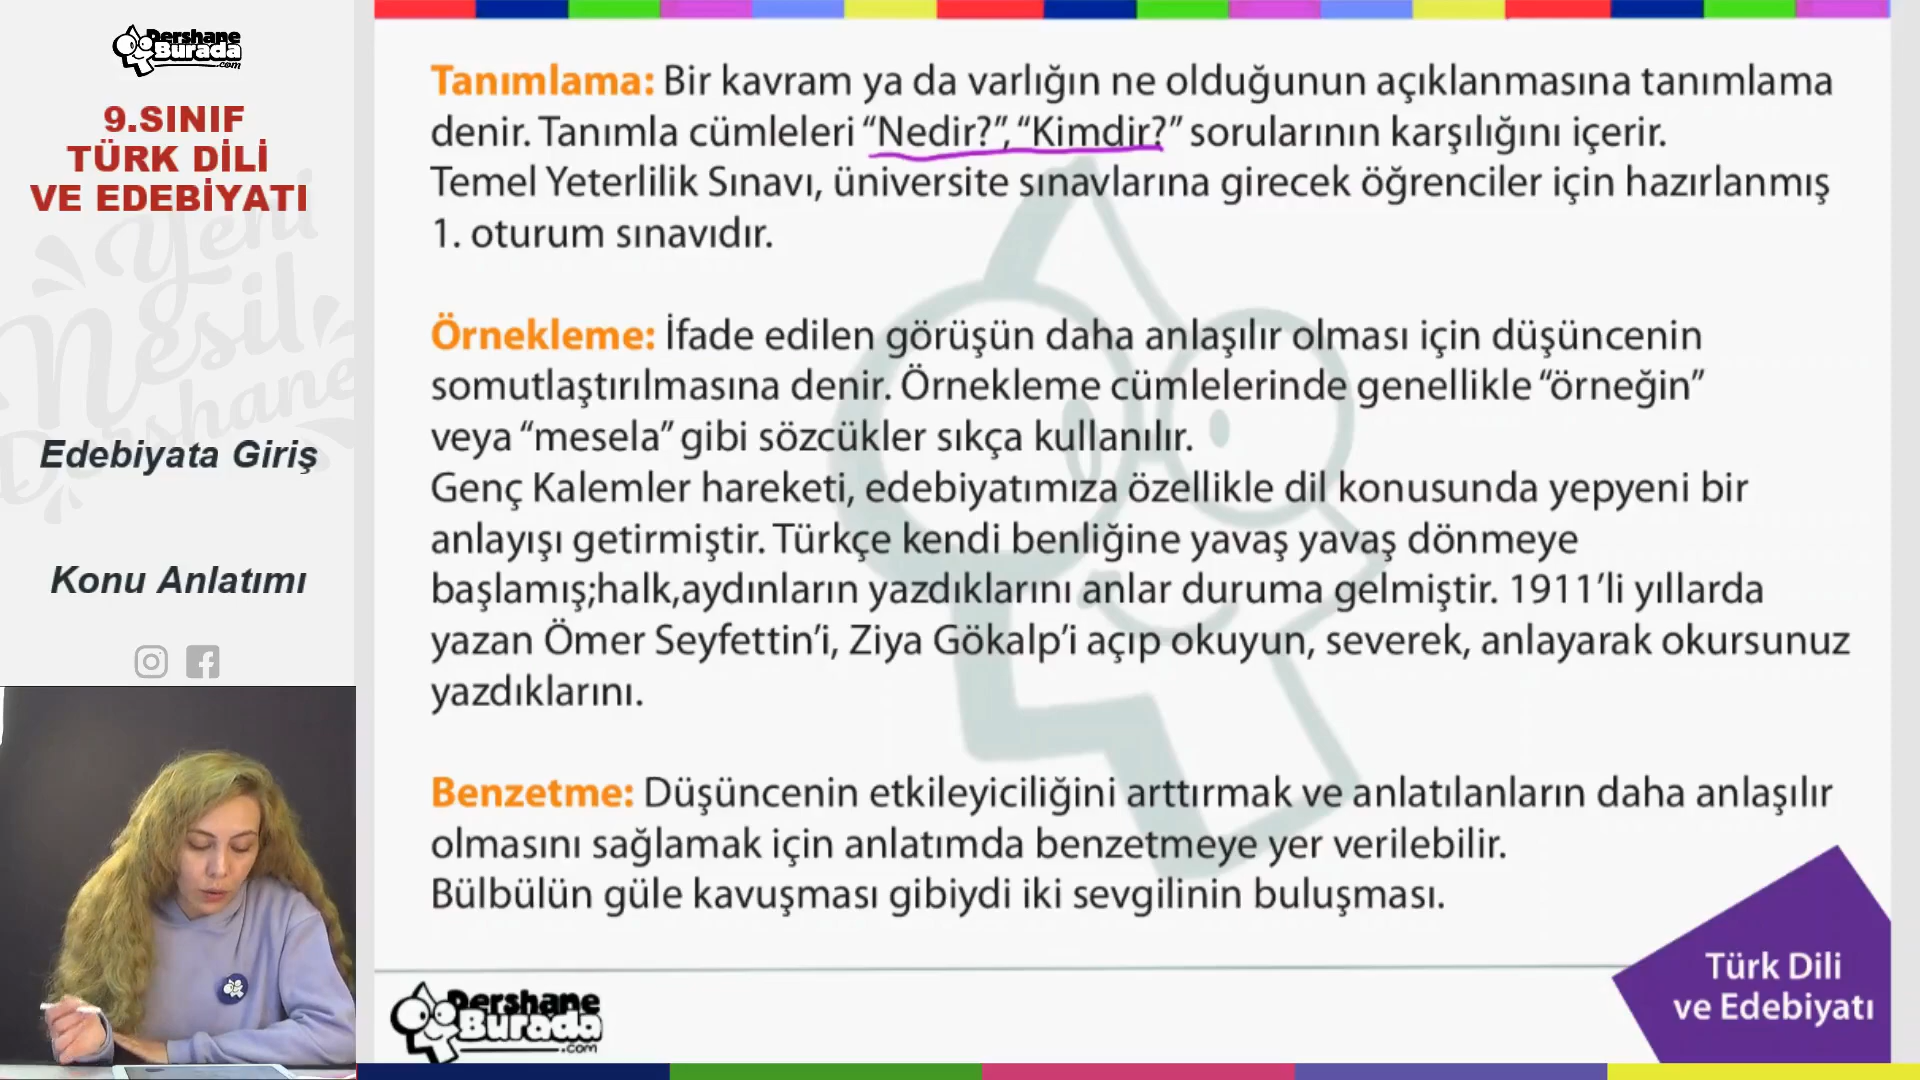 Dershane
Burada
.com
9.SINIF
TÜRK DİLİ
VE EDEBİYATI
Yeni
Nesil
Dershane
Edebiyata Giriş
Konu Anlatımı
Tanımlama: Bir kavram ya da varlığın ne olduğunun açıklanmasına tanımlama
denir. Tanımla cümleleri “Nedir?”, “Kimdir?” sorularının karşılığını içerir.
Temel Yeterlilik Sınavı, üniversite sınavlarına girecek öğrenciler için hazırlanmış
1. oturum sınavıdır.
Örnekleme: İfade edilen görüşün daha anlaşılır olması için düşüncenin
somutlaştırılmasına denir. Örnekleme cümlelerinde genellikle “örneğin”
veya “mesela” gibi sözcükler sıkça kullanılır.
Genç Kalemler hareketi, edebiyatımıza özellikle dil konusunda yepyeni bir
anlayışı getirmiştir. Türkçe kendi benliğine yavaş yavaş dönmeye
başlamış;halk,aydınların yazdıklarını anlar duruma gelmiştir. 1911’li yıllarda
yazan Ömer Seyfettin’i, Ziya Gökalp’i açıp okuyun, severek, anlayarak okursunuz
yazdıklarını.
Benzetme: Düşüncenin etkileyiciliğini arttırmak ve anlatılanların daha anlaşılır
olmasını sağlamak için anlatımda benzetmeye yer verilebilir.
Bülbülün güle kavuşması gibiydi iki sevgilinin buluşması.
Dershane
Burada
.com
Türk Dili
ve Edebiyatı